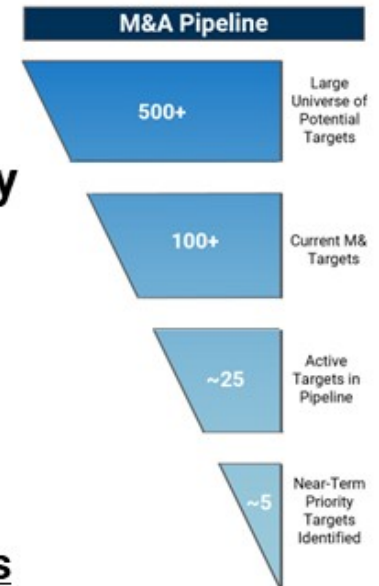 M&A Pipeline
500+
Large
Universe of
Potential
Targets
y
100+
Current M&
Targets
~25
Active
Targets in
Pipeline
~5
Near-Term
Priority
Targets
Identified
s